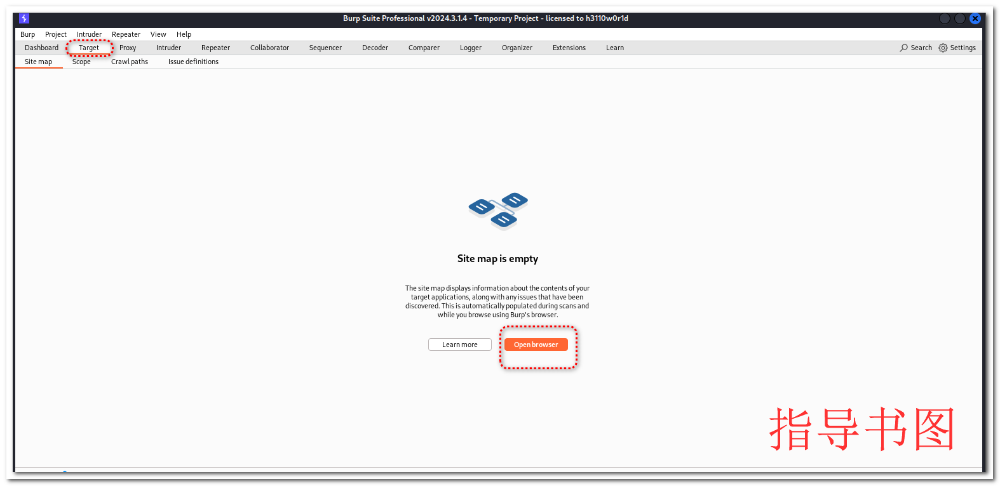 Burp Suite Professional v2024.3.1.4 - Temporary Project - licensed to h3110w0r1d
Burp Project Intruder Repeater View Help
Dashboard Target Proxy Intruder Repeater Collaborator Sequencer Decoder Comparer Logger Organizer Extensions Learn Search Settings
Site map Scope Crawl paths Issue definitions
Site map is empty
The site map displays information about the contents of your
target applications, along with any issues that have been
discovered. This is automatically populated during scans and
while you browse using Burp's browser.
Learn more Open browser
指导书图